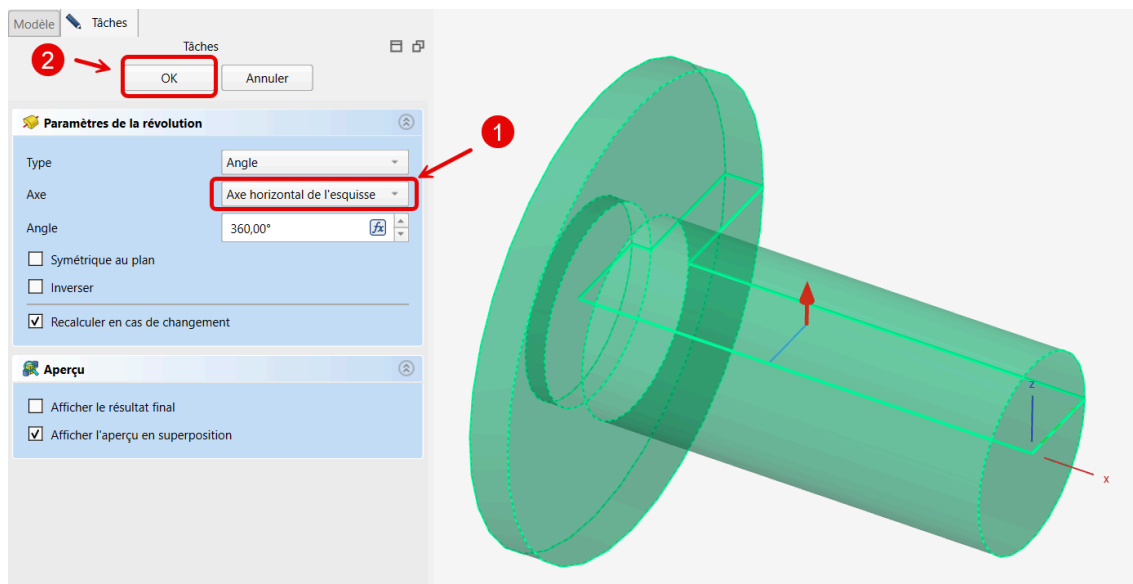 Modèle
Tâches
Tâches
2
OK
Annuler
Paramètres de la révolution
1
Type
Angle
Axe
Axe horizontal de l'esquisse
Angle
360,00°
fx
Symétrique au plan
Inverser
Recalculer en cas de changement
Aperçu
Afficher le résultat final
Afficher l'aperçu en superposition
z
x